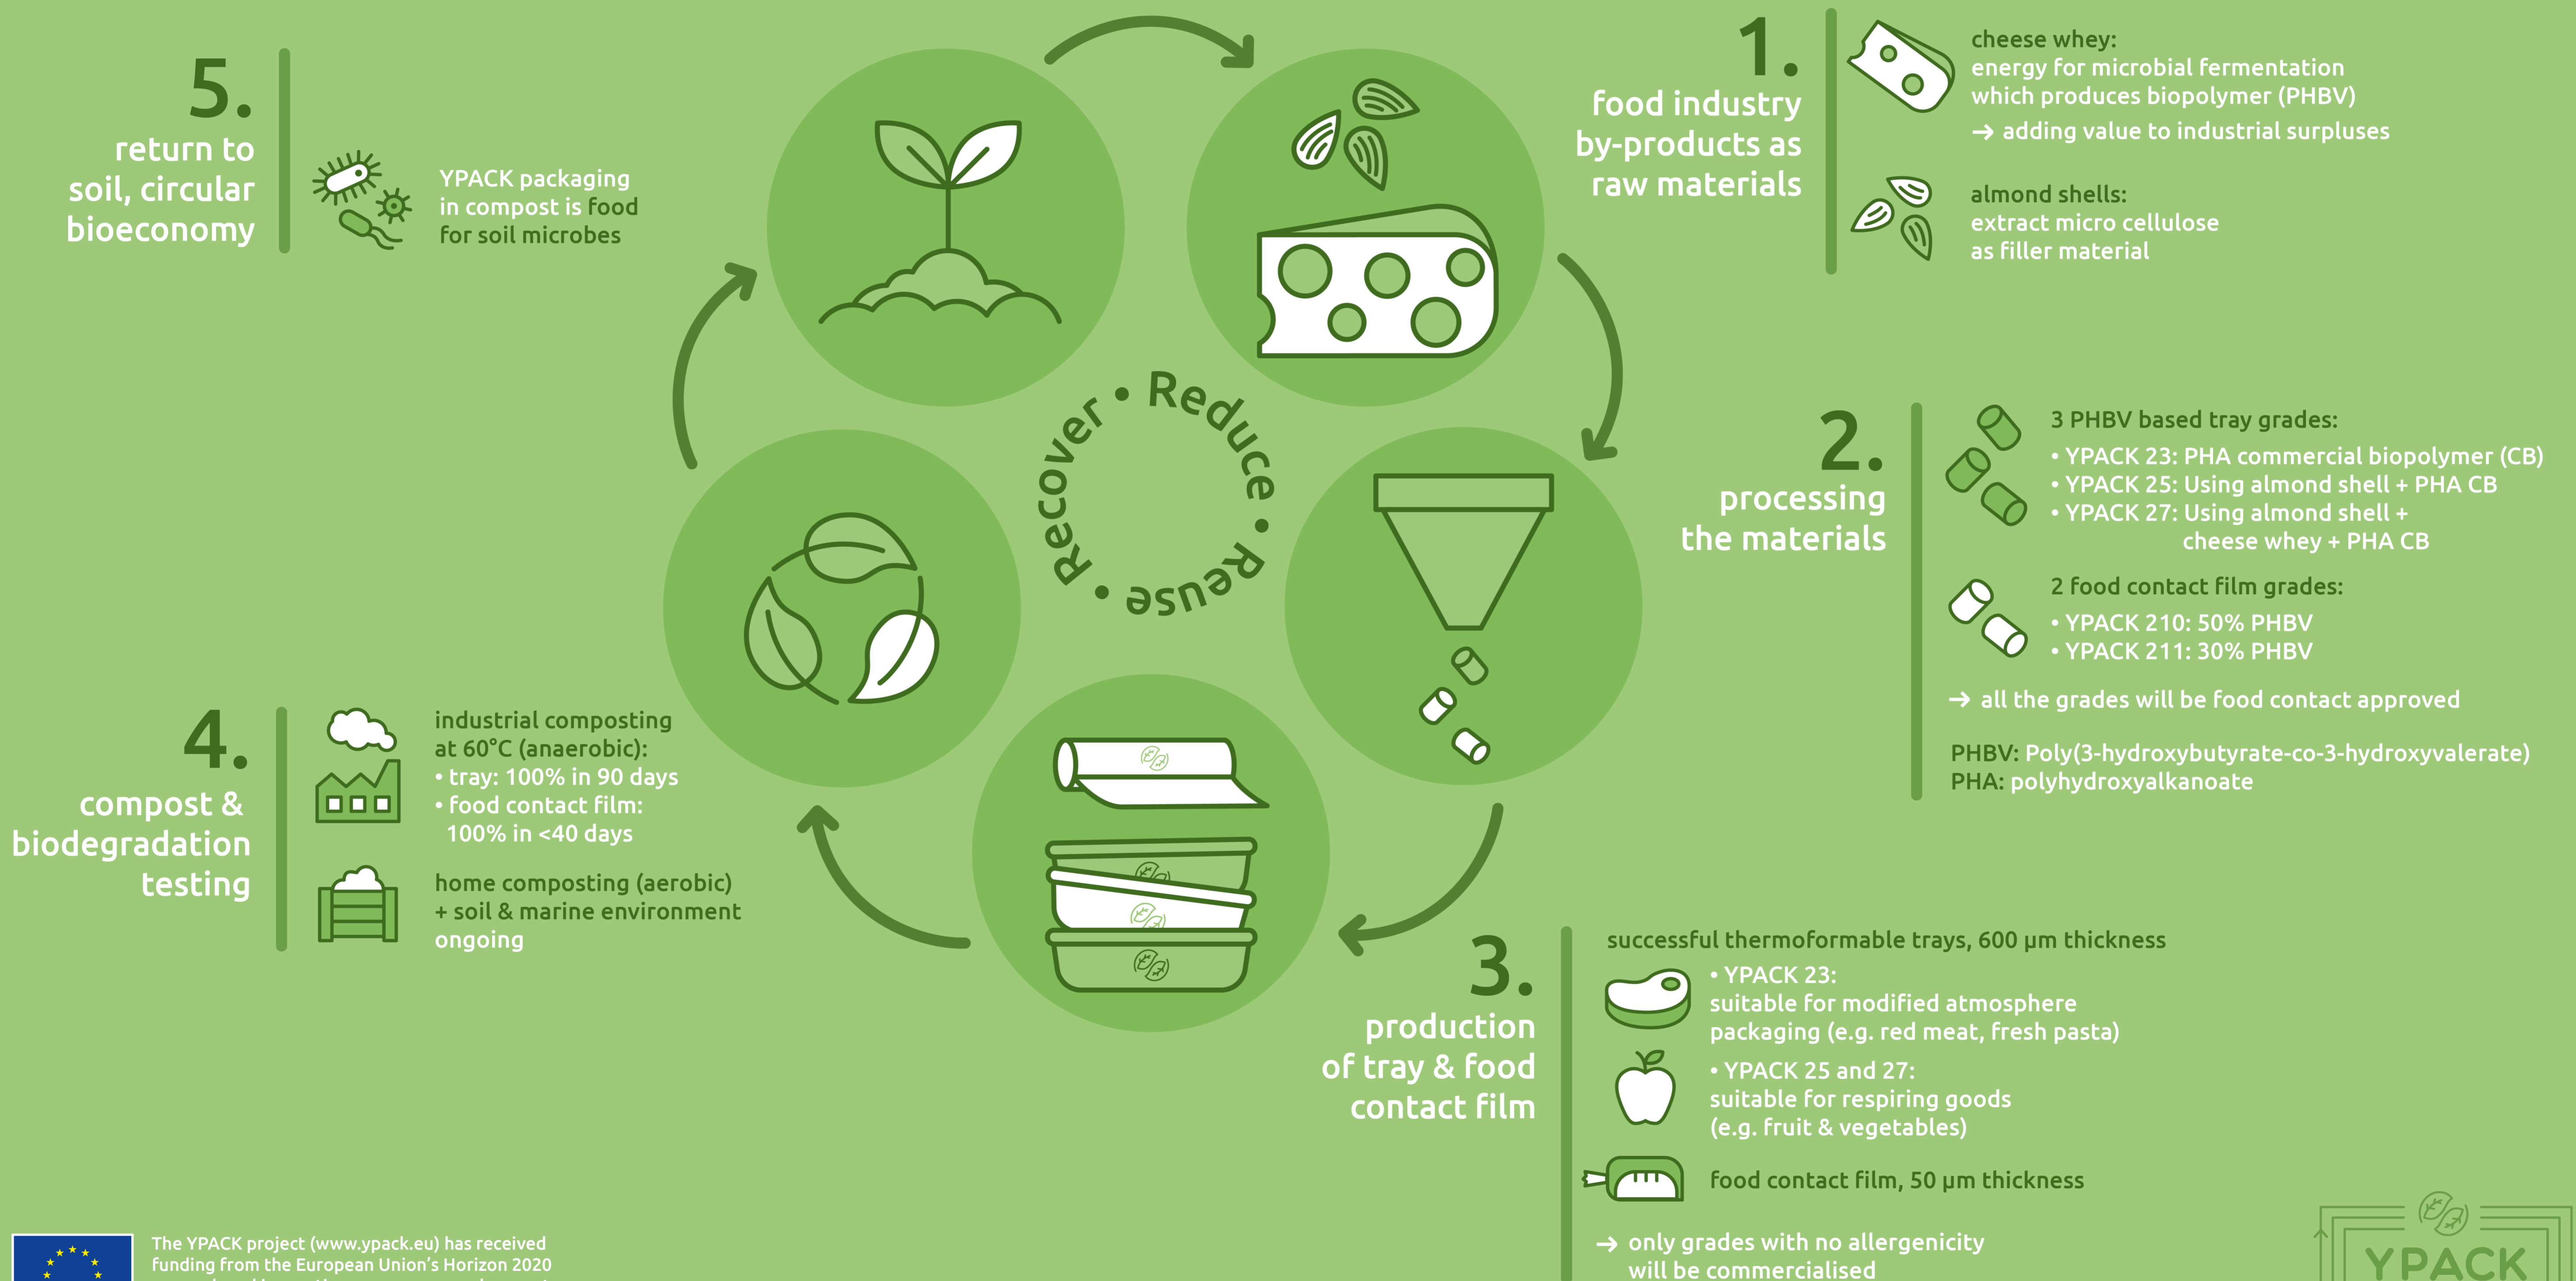 1.
food industry
by-products as
raw materials
cheese whey:
energy for microbial fermentation
which produces biopolymer (PHBV)
→ adding value to industrial surpluses
almond shells:
extract micro cellulose
as filler material
2.
processing
the materials
3 PHBV based tray grades:
• YPACK 23: PHA commercial biopolymer (CB)
• YPACK 25: Using almond shell + PHA CB
• YPACK 27: Using almond shell +
cheese whey + PHA CB
2 food contact film grades:
• YPACK 210: 50% PHBV
• YPACK 211: 30% PHBV
→ all the grades will be food contact approved
PHBV: Poly(3-hydroxybutyrate-co-3-hydroxyvalerate)
PHA: polyhydroxyalkanoate
3.
production
of tray & food
contact film
successful thermoformable trays, 600 µm thickness
• YPACK 23:
suitable for modified atmosphere
packaging (e.g. red meat, fresh pasta)
• YPACK 25 and 27:
suitable for respiring goods
(e.g. fruit & vegetables)
food contact film, 50 µm thickness
→ only grades with no allergenicity
will be commercialised
4.
compost &
biodegradation
testing
industrial composting
at 60°C (anaerobic):
• tray: 100% in 90 days
• food contact film:
100% in <40 days
home composting (aerobic)
+ soil & marine environment
ongoing
5.
return to
soil, circular
bioeconomy
YPACK packaging
in compost is food
for soil microbes
• Reduce • Reuse • Recover
The YPACK project (www.ypack.eu) has received
funding from the European Union's Horizon 2020
YPACK